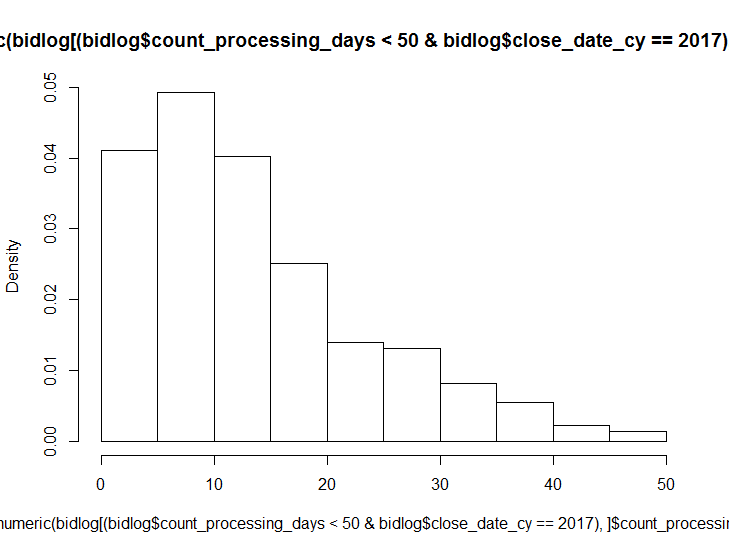 c(bidlog[(bidlog$count_processing_days < 50 & bidlog$close_date_cy == 2017)
0.05
0.04
0.03
0.02
0.01
0.00
Density
0 10 20 30 40 50
numeric(bidlog[(bidlog$count_processing_days < 50 & bidlog$close_date_cy == 2017), ]$count_processin